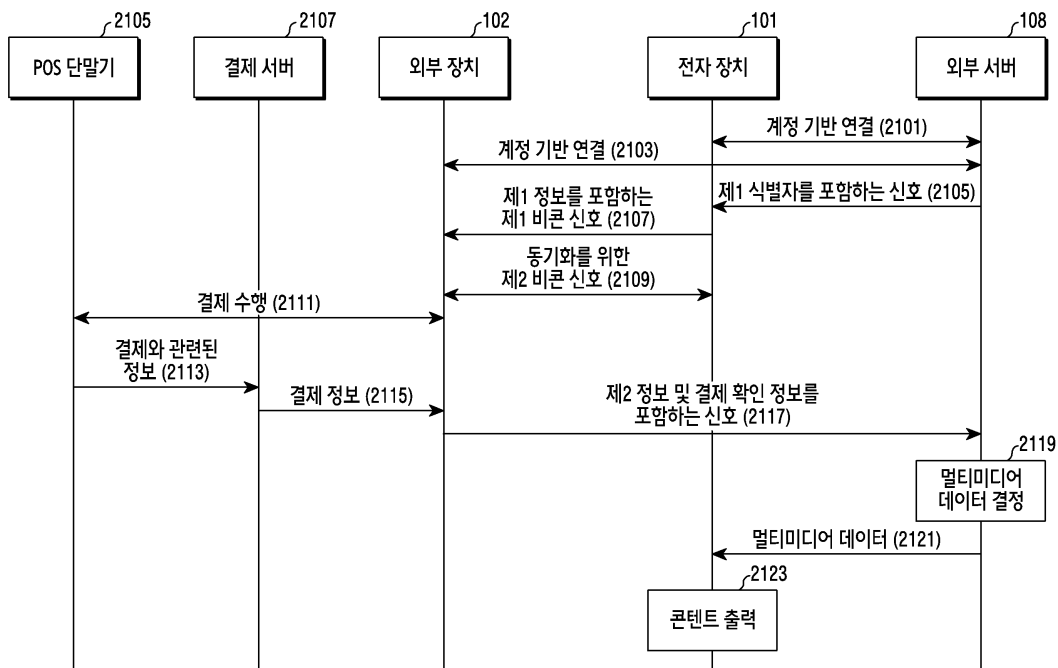 2105
2107
102
101
108
POS 단말기
결제 서버
외부 장치
전자 장치
외부 서버
계정 기반 연결 (2101)
계정 기반 연결 (2103)
제1 식별자를 포함하는 신호 (2105)
제1 정보를 포함하는
제1 비콘 신호 (2107)
동기화를 위한
제2 비콘 신호 (2109)
결제 수행 (2111)
결제와 관련된
정보 (2113)
결제 정보 (2115)
제2 정보 및 결제 확인 정보를
포함하는 신호 (2117)
2119
멀티미디어
데이터 결정
멀티미디어 데이터 (2121)
2123
콘텐트 출력